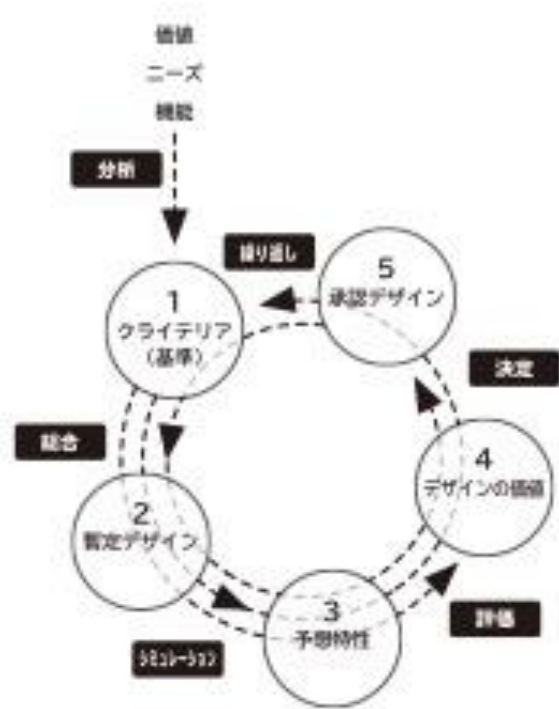 価値
ニーズ
機能
分析
繰り返し
5
承認デザイン
1
クライテリア
(基準)
決定
総合
4
デザインの価値
2
暫定デザイン
3
予想特性
評価
シミュレーション